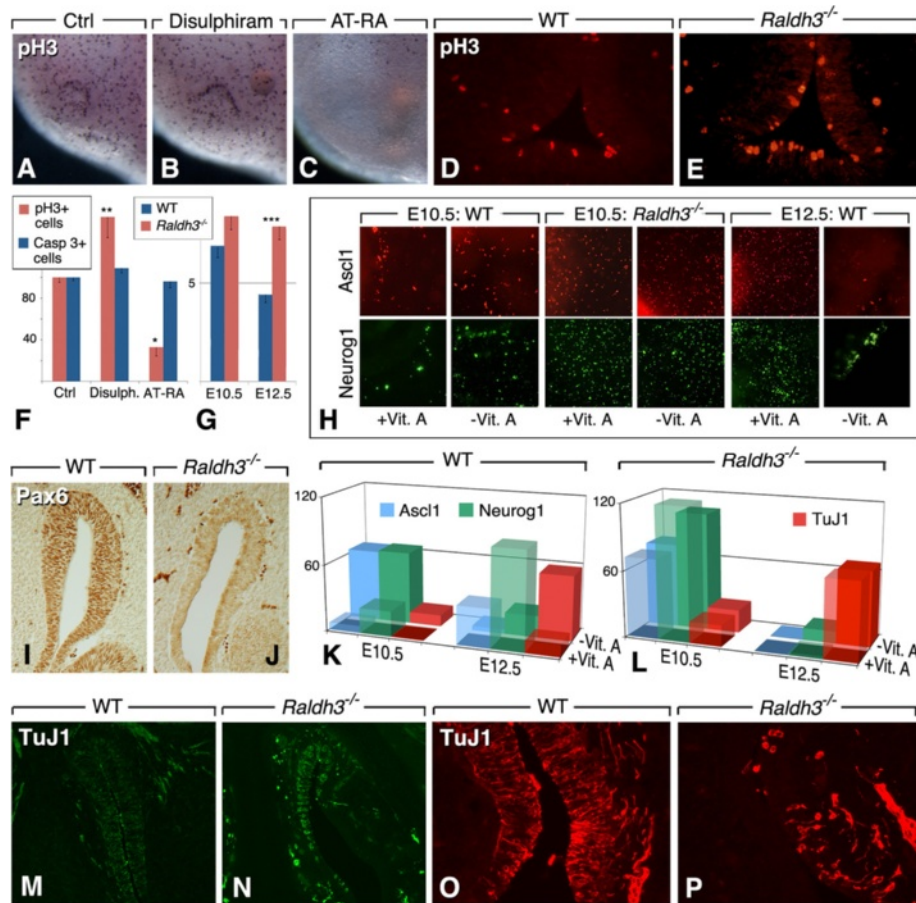 Ctrl Disulphiram AT-RA WT Raldh3-/-
pH3 pH3
A B C D E
pH3+ cells
Casp 3+ cells
** WT
Raldh3-/-
***
80
40
*
5
Ctrl Disulph. AT-RA
E10.5 E12.5
F G
E10.5: WT E10.5: Raldh3-/- E12.5: WT
Ascl1
Neurog1
H +Vit. A -Vit. A +Vit. A -Vit. A +Vit. A -Vit. A
WT Raldh3-/- WT Raldh3-/-
Pax6
I J
120
60
Ascl1 Neurog1
E10.5 E12.5
-Vit. A
+Vit. A
K
120
60
TuJ1
E10.5 E12.5
-Vit. A
+Vit. A
L
WT Raldh3-/- WT Raldh3-/-
TuJ1 TuJ1
M N O P